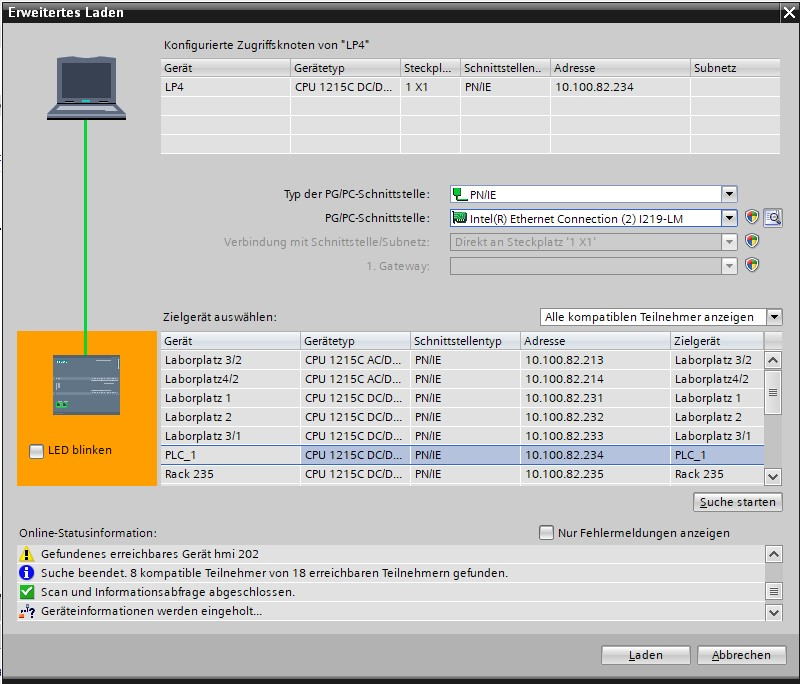 Erweitertes Laden
Konfigurierte Zugriffsknoten von "LP4"
Gerät Gerätetyp Steckpl... Schnittstellen.. Adresse Subnetz
LP4 CPU 1215C DC/D... 1 X1 PN/IE 10.100.82.234
Typ der PG/PC-Schnittstelle: PN/IE
PG/PC-Schnittstelle: Intel(R) Ethernet Connection (2) I219-LM
Verbindung mit Schnittstelle/Subnetz: Direkt an Steckplatz '1 X1'
1. Gateway:
Zielgerät auswählen: Alle kompatiblen Teilnehmer anzeigen
Gerät Gerätetyp Schnittstellentyp Adresse Zielgerät
Laborplatz 3/2 CPU 1215C AC/D... PN/IE 10.100.82.213 Laborplatz 3/2
Laborplatz4/2 CPU 1215C AC/D... PN/IE 10.100.82.214 Laborplatz4/2
Laborplatz 1 CPU 1215C DC/D... PN/IE 10.100.82.231 Laborplatz 1
Laborplatz 2 CPU 1215C DC/D... PN/IE 10.100.82.232 Laborplatz 2
Laborplatz 3/1 CPU 1215C DC/D... PN/IE 10.100.82.233 Laborplatz 3/1
PLC_1 CPU 1215C DC/D... PN/IE 10.100.82.234 PLC_1
Rack 235 CPU 1215C DC/D... PN/IE 10.100.82.235 Rack 235
LED blinken
Suche starten
Online-Statusinformation: Nur Fehlermeldungen anzeigen
Gefundenes erreichbares Gerät hmi 202
Suche beendet. 8 kompatible Teilnehmer von 18 erreichbaren Teilnehmern gefunden.
Scan und Informationsabfrage abgeschlossen.
Geräteinformationen werden eingeholt...
Laden Abbrechen